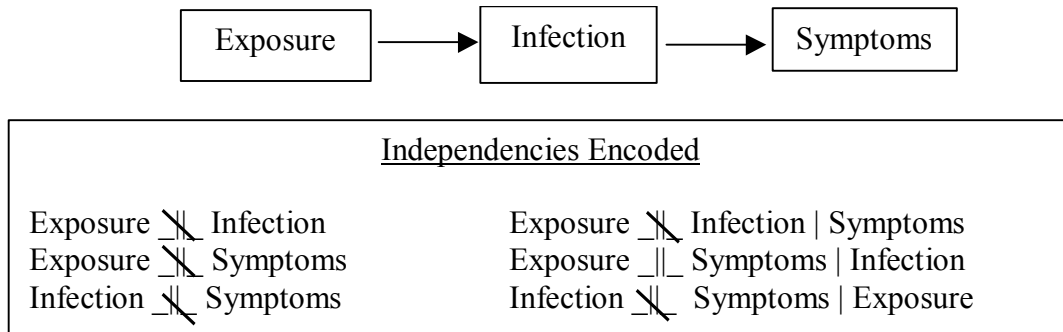 Exposure Infection Symptoms
Independencies Encoded
Exposure _||_ Infection Exposure _||_ Infection | Symptoms
Exposure _||_ Symptoms Exposure _||_ Symptoms | Infection
Infection _||_ Symptoms Infection _||_ Symptoms | Exposure